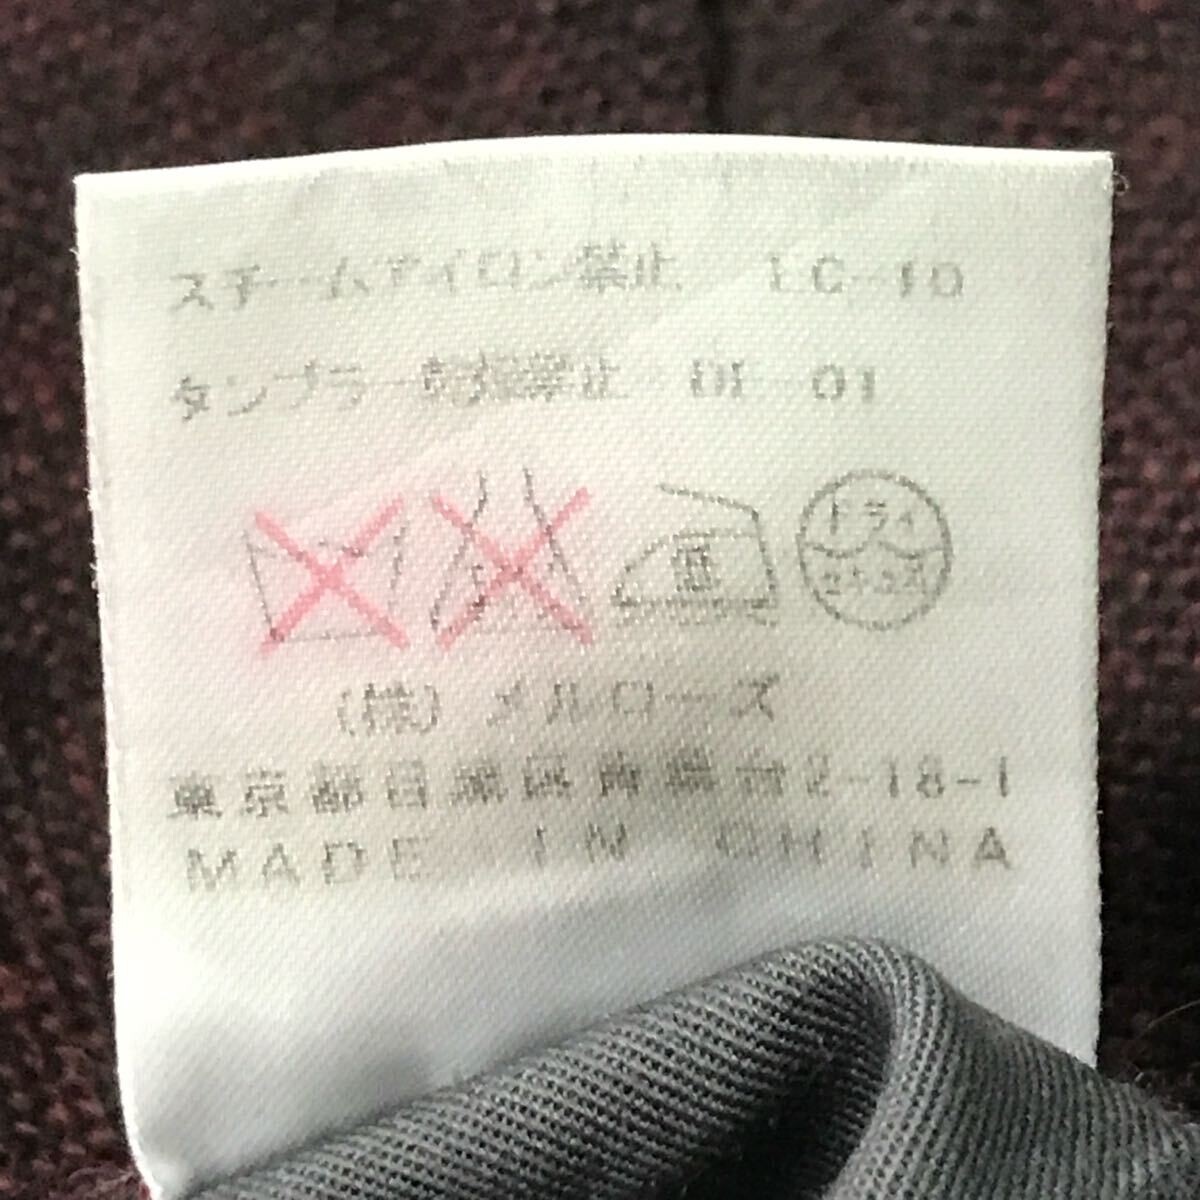 スチームアイロン禁止 LC-10
タンブラー乾燥禁止 DI-01
低 ドライ
セキユ系
(株)メルローズ
東京都目黒区青葉台2-18-1
MADE IN CHINA